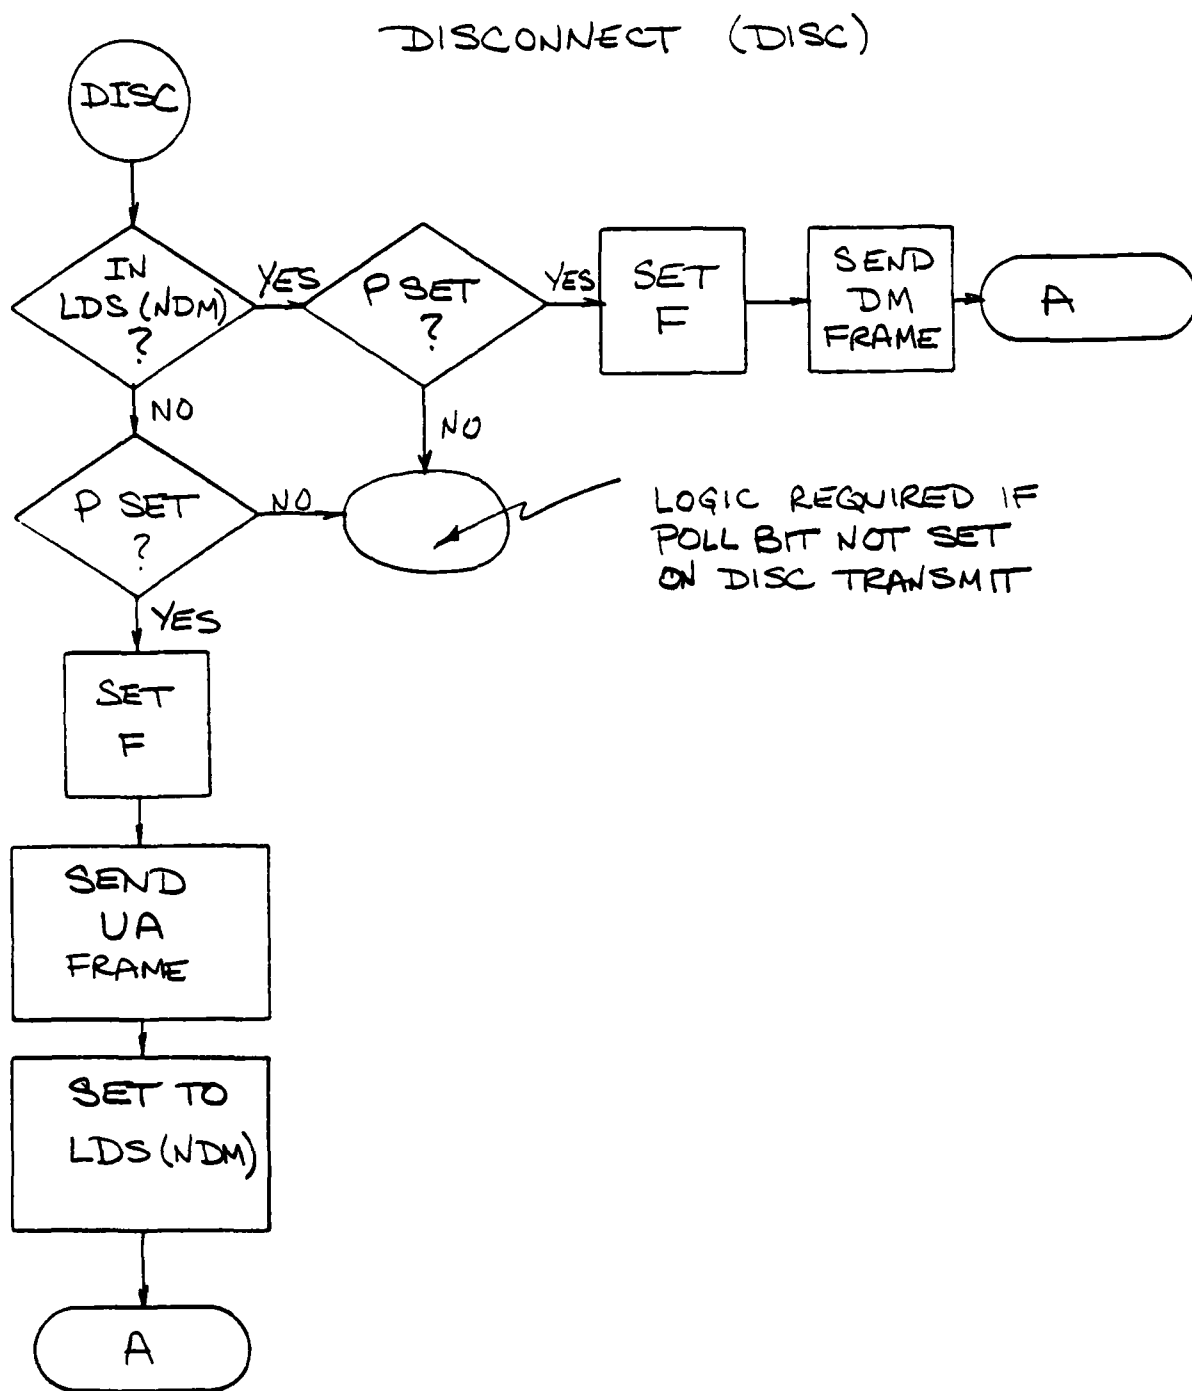 DISCONNECT (DISC)
DISC
IN
LDS (NDM)
?
YES
P SET
?
YES
SET
F
SEND
DM
FRAME
A
NO
NO
P SET
?
NO
LOGIC REQUIRED IF
POLL BIT NOT SET
ON DISC TRANSMIT
YES
SET
F
SEND
UA
FRAME
SET TO
LDS (NDM)
A